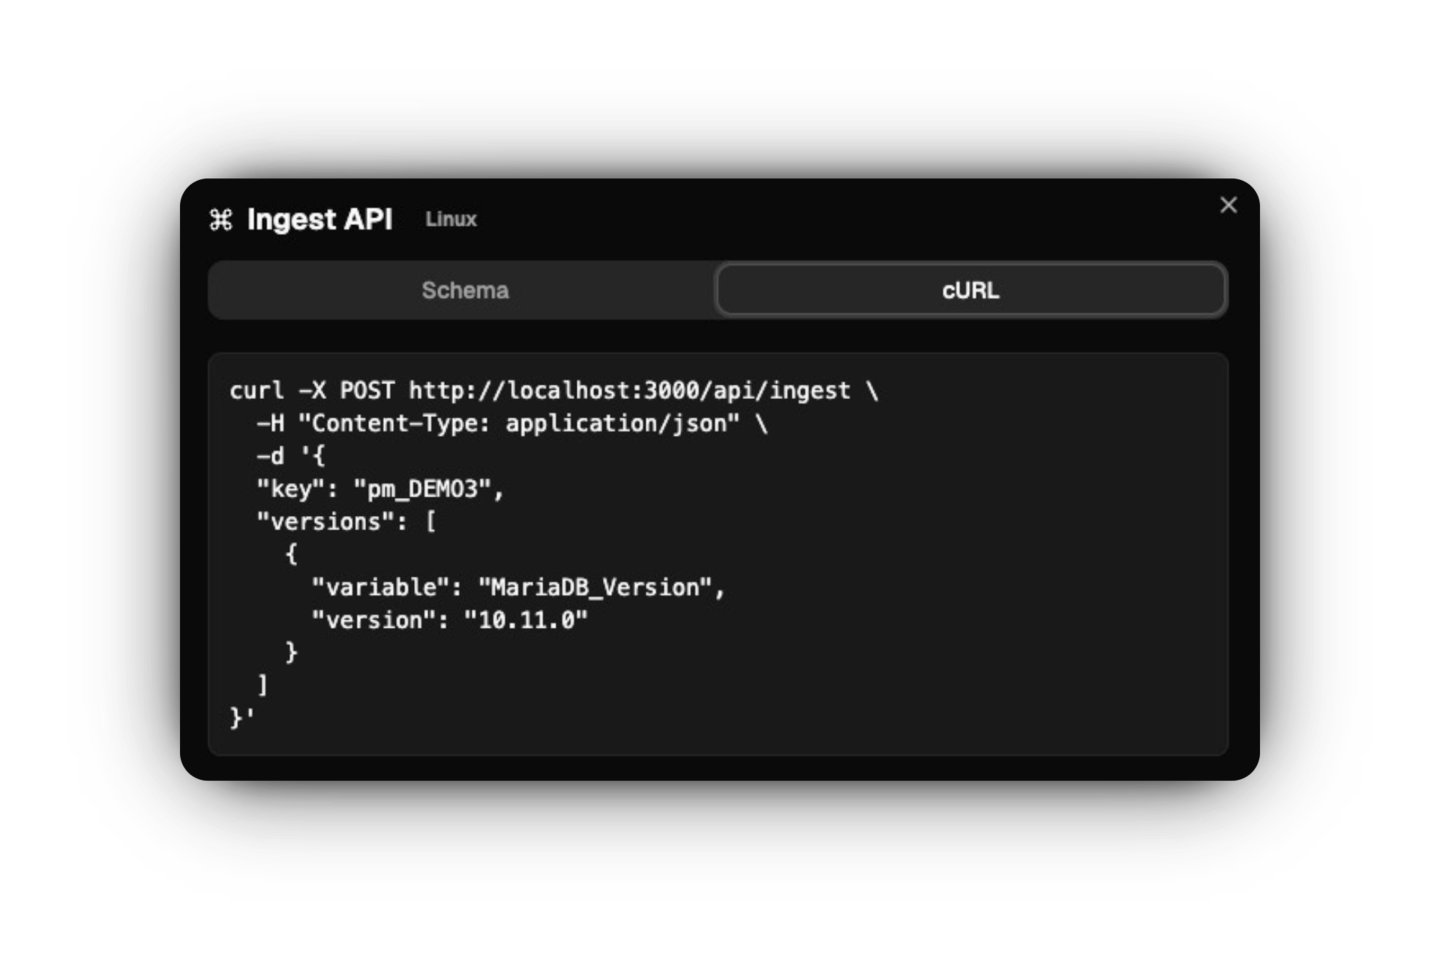 ⌘ Ingest API Linux
Schema cURL
curl -X POST http://localhost:3000/api/ingest \
  -H "Content-Type: application/json" \
  -d '{
  "key": "pm_DEMO3",
  "versions": [
    {
      "variable": "MariaDB_Version",
      "version": "10.11.0"
    }
  ]
}'